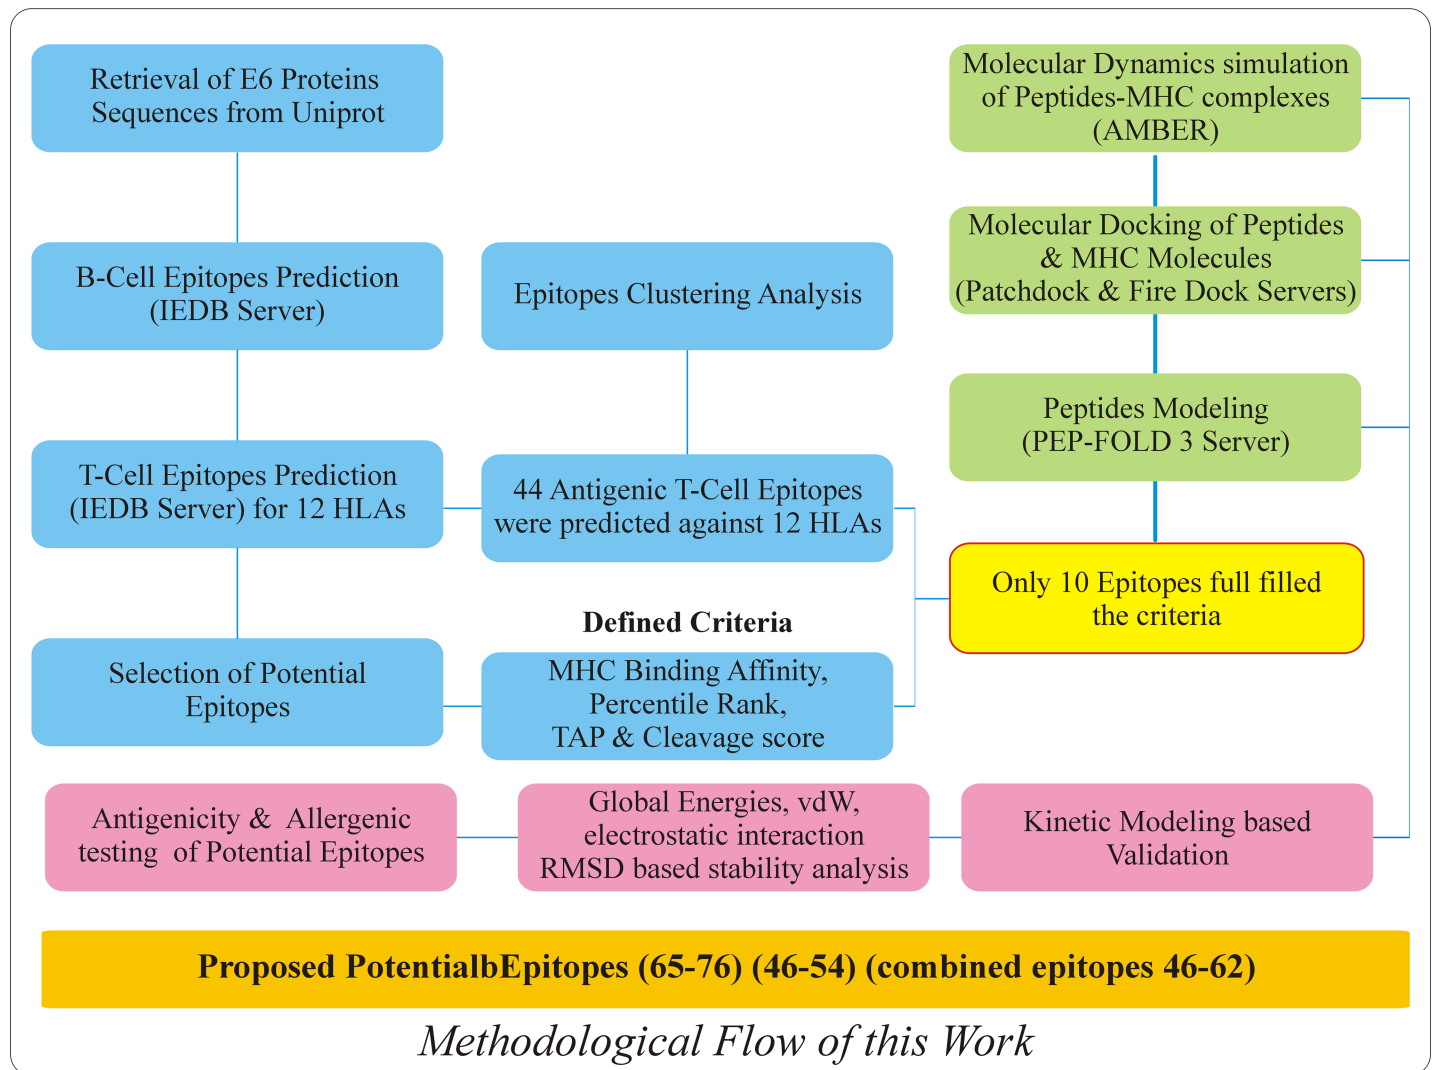 Retrieval of E6 Proteins
Sequences from Uniprot
B-Cell Epitopes Prediction
(IEDB Server)
T-Cell Epitopes Prediction
(IEDB Server) for 12 HLAs
Selection of Potential
Epitopes
Epitopes Clustering Analysis
44 Antigenic T-Cell Epitopes
were predicted against 12 HLAs
Defined Criteria
MHC Binding Affinity,
Percentile Rank,
TAP & Cleavage score
Molecular Dynamics simulation
of Peptides-MHC complexes
(AMBER)
Molecular Docking of Peptides
& MHC Molecules
(Patchdock & Fire Dock Servers)
Peptides Modeling
(PEP-FOLD 3 Server)
Only 10 Epitopes full filled
the criteria
Antigenicity & Allergenic
testing of Potential Epitopes
Global Energies, vdW,
electrostatic interaction
RMSD based stability analysis
Kinetic Modeling based
Validation
Proposed PotentialbEpitopes (65-76) (46-54) (combined epitopes 46-62)
Methodological Flow of this Work